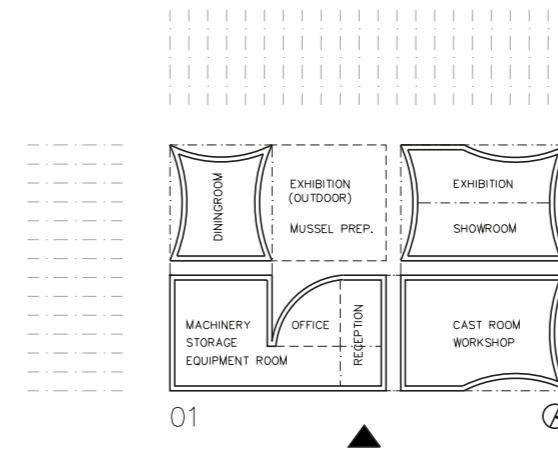 DININGROOM
EXHIBITION
(OUTDOOR)
MUSSEL PREP.
EXHIBITION
SHOWROOM
MACHINERY
STORAGE
EQUIPMENT ROOM
OFFICE
RECEPTION
CAST ROOM
WORKSHOP
01